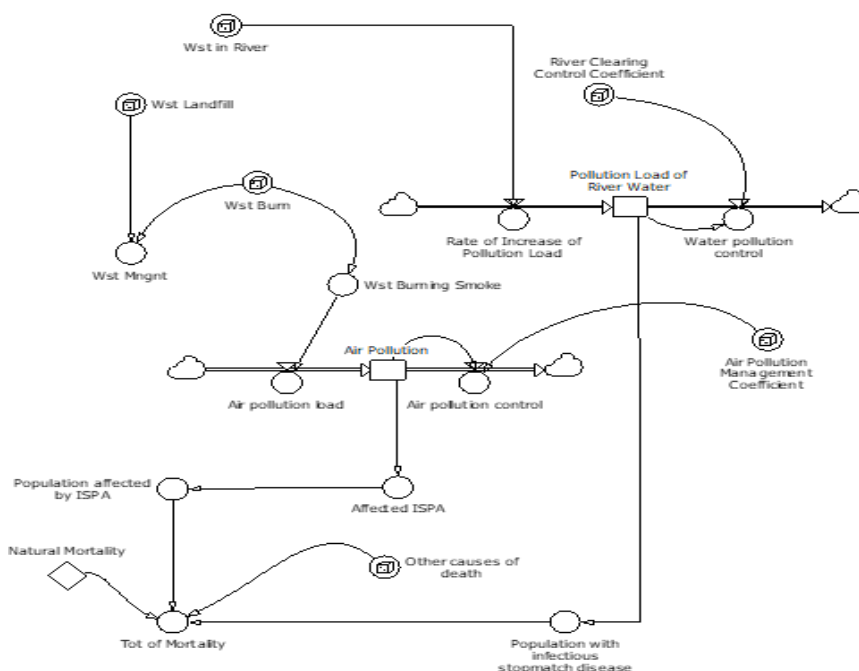 Wst in River
River Clearing
Control Coefficient
Wst Landfill
Wst Burn
Pollution Load of
River Water
Rate of Increase of
Pollution Load
Water pollution
control
Wst Mngnt
Wst Burning Smoke
Air Pollution
Air Pollution
Management
Coefficient
Air pollution load
Air pollution control
Population affected
by ISPA
Affected ISPA
Natural Mortality
Other causes of
death
Tot of Mortality
Population with
infectious
stopmatch disease